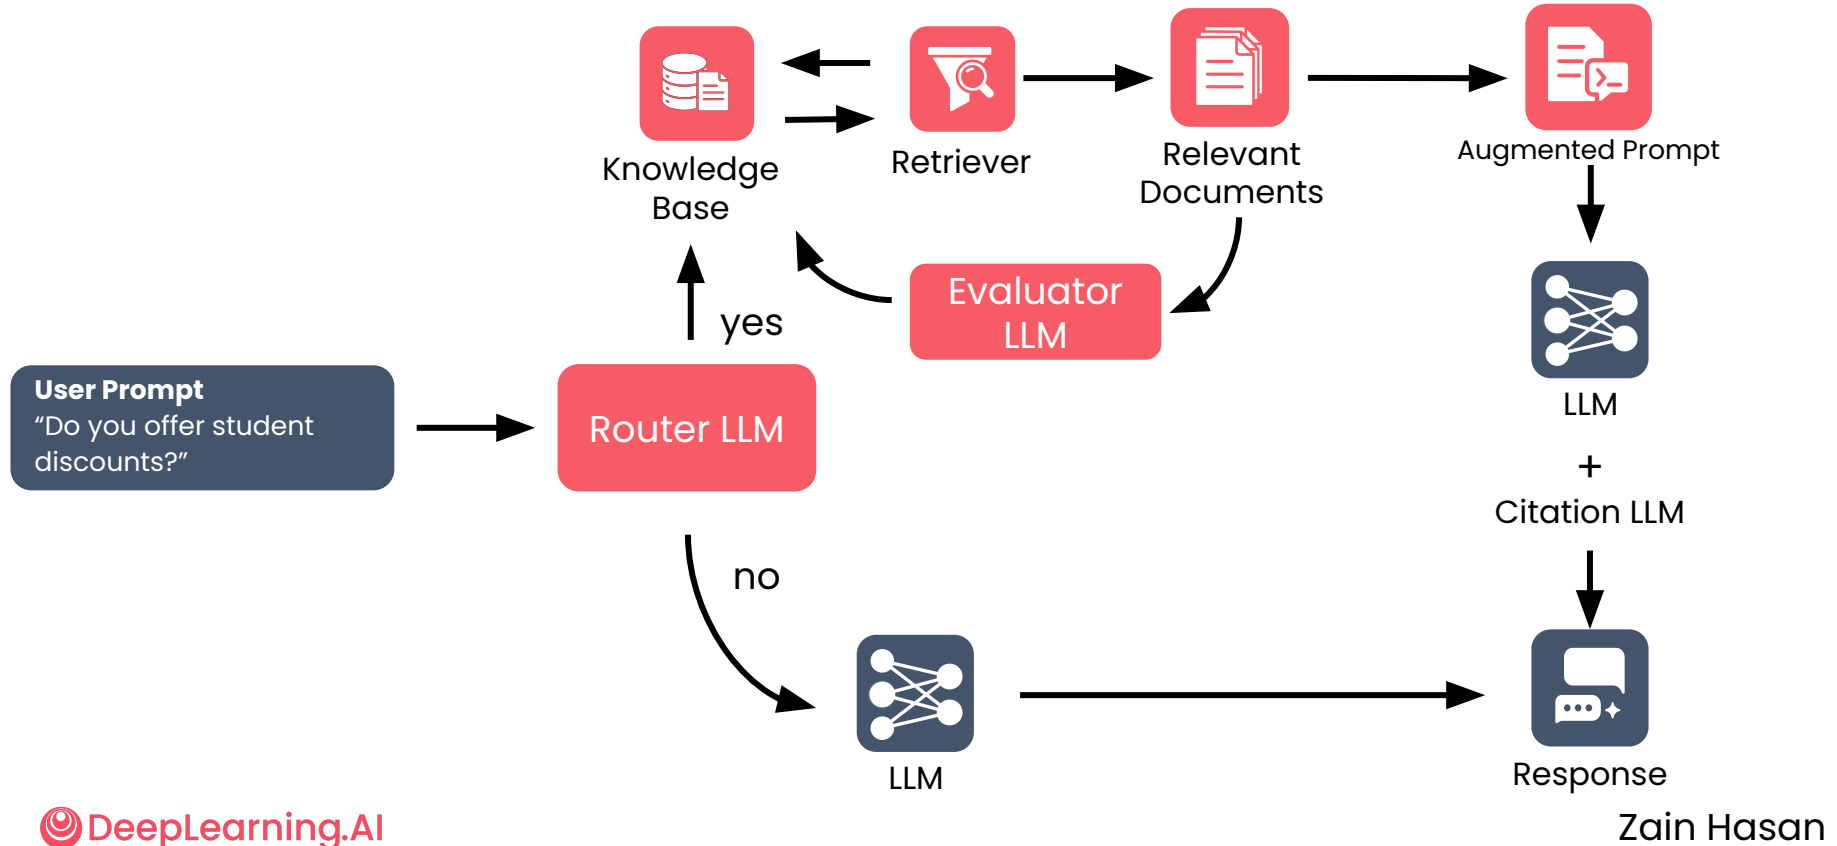 Knowledge
Base
Retriever
Relevant
Documents
Augmented Prompt
yes
Evaluator
LLM
User Prompt
“Do you offer student
discounts?”
Router LLM
LLM
+
Citation LLM
no
LLM
Response
DeepLearning.AI
Zain Hasan